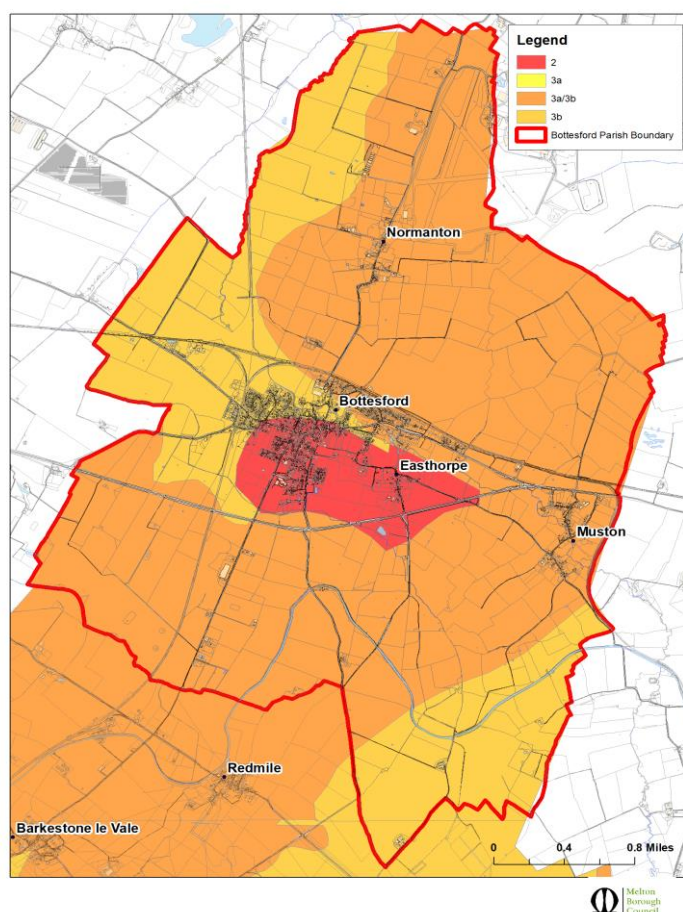 Legend
2
3a
3a/3b
3b
Bottesford Parish Boundary
Normanton
Bottesford
Easthorpe
Muston
Redmile
Barkestone le Vale
0 0.4 0.8 Miles
Melton
Borough
Council